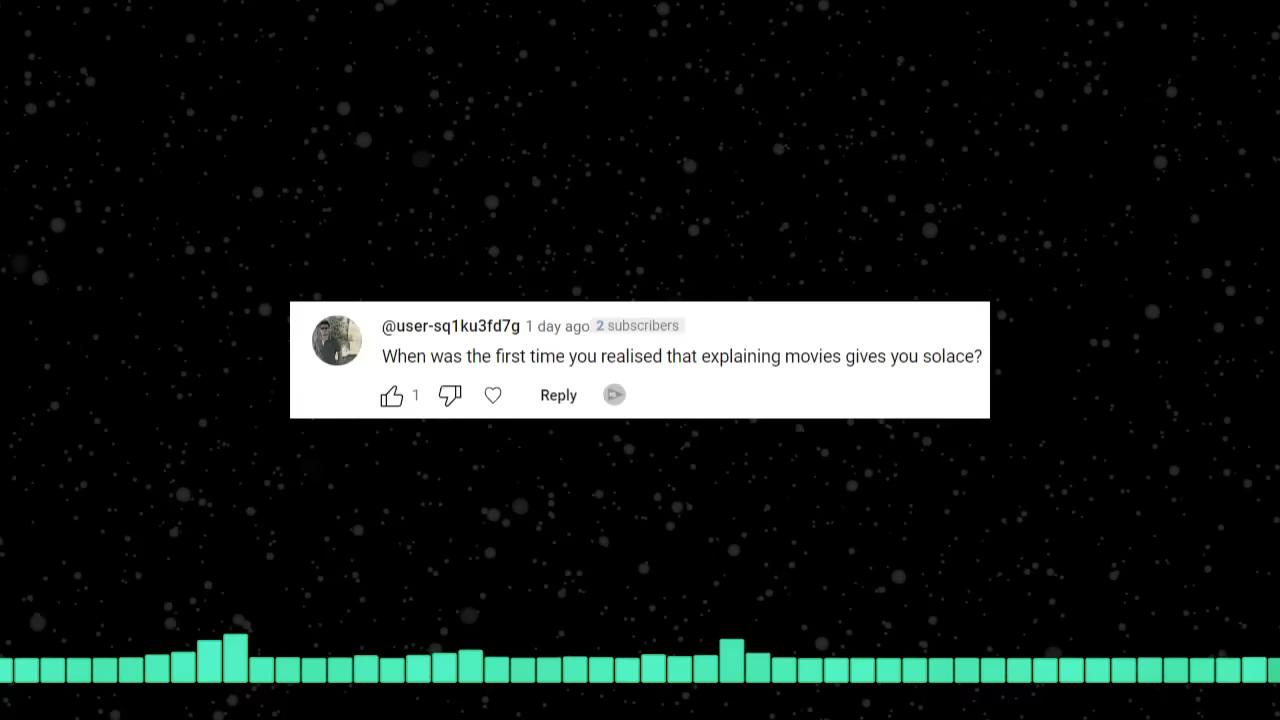 @user-sq1ku3fd7g 1 day ago 2 subscribers
When was the first time you realised that explaining movies gives you solace?
1 Reply